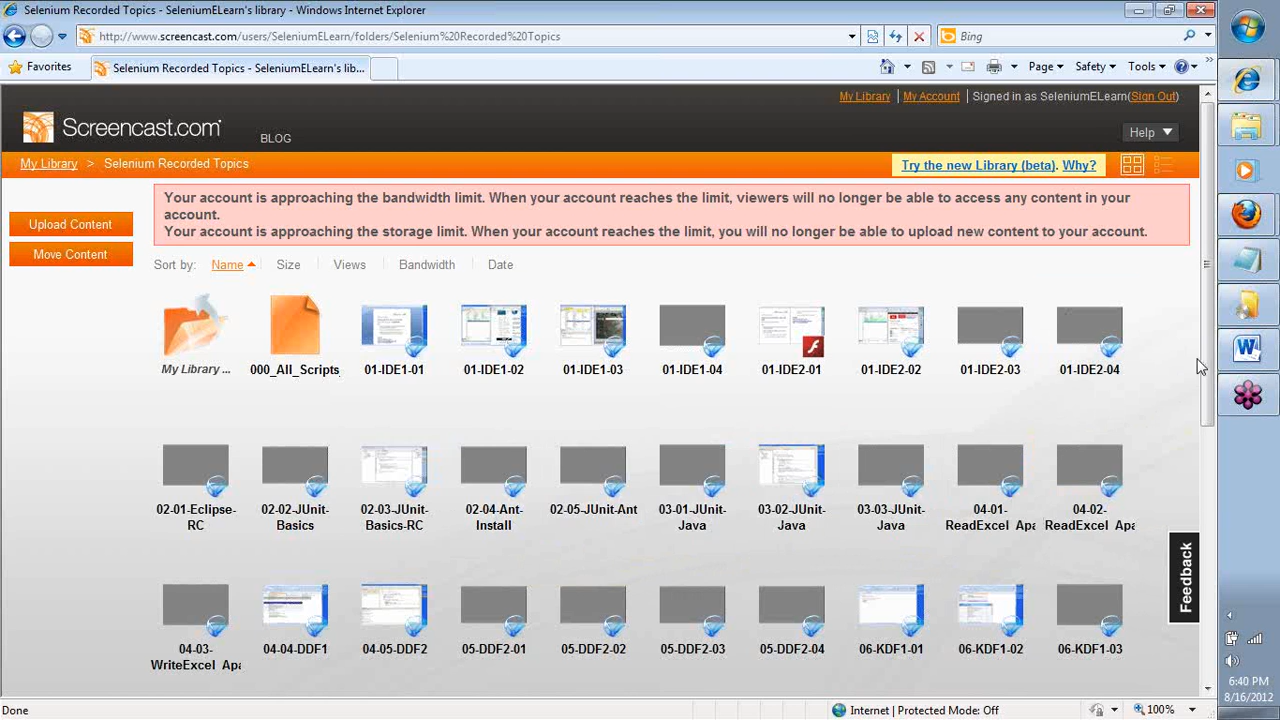 Selenium Recorded Topics - SeleniumELearn's library - Windows Internet Explorer
http://www.screencast.com/users/SeleniumELearn/folders/Selenium%20Recorded%20Topics
Bing
Favorites
Selenium Recorded Topics - SeleniumELearn's lib...
Page
Safety
Tools
My Library | My Account | Signed in as SeleniumELearn(Sign Out)
Screencast.com
BLOG
Help
My Library > Selenium Recorded Topics
Try the new Library (beta). Why?
Your account is approaching the bandwidth limit. When your account reaches the limit, viewers will no longer be able to access any content in your
account.
Your account is approaching the storage limit. When your account reaches the limit, you will no longer be able to upload new content to your account.
Upload Content
Move Content
Sort by: Name Size Views Bandwidth Date
My Library ... 000_All_Scripts 01-IDE1-01 01-IDE1-02 01-IDE1-03 01-IDE1-04 01-IDE2-01 01-IDE2-02 01-IDE2-03 01-IDE2-04
02-01-Eclipse- 02-02-JUnit- 02-03-JUnit- 02-04-Ant- 02-05-JUnit-Ant 03-01-JUnit- 03-02-JUnit- 03-03-JUnit- 04-01- 04-02-
RC Basics Basics-RC Install Java Java Java ReadExcel_Apa ReadExcel_Apa
04-03- 04-04-DDF1 04-05-DDF2 05-DDF2-01 05-DDF2-02 05-DDF2-03 05-DDF2-04 06-KDF1-01 06-KDF1-02 06-KDF1-03
WriteExcel_Apa
Feedback
Done
Internet | Protected Mode: Off
100%
6:40 PM
8/16/2012